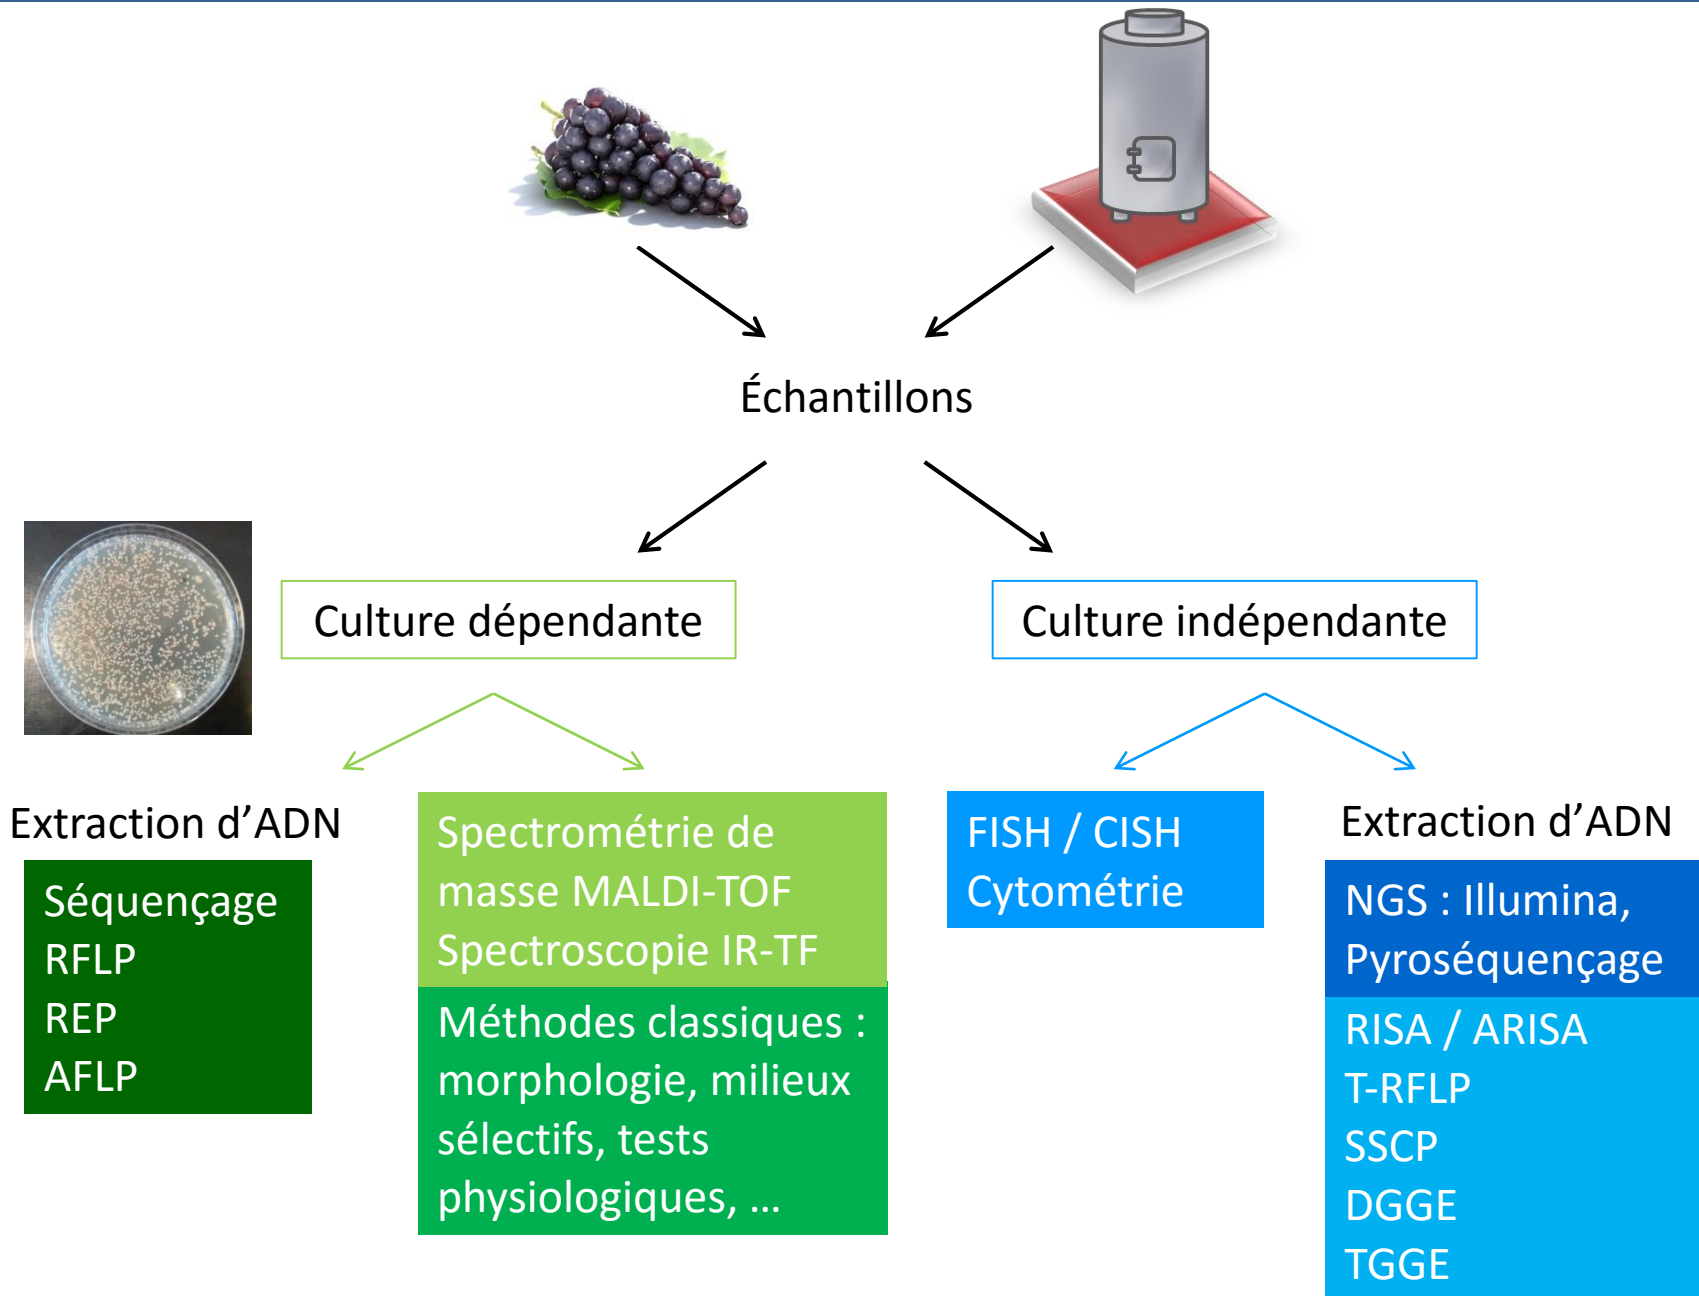 Échantillons
Culture dépendante
Culture indépendante
Extraction d’ADN
Séquençage
RFLP
REP
AFLP
Spectrométrie de
masse MALDI-TOF
Spectroscopie IR-TF
Méthodes classiques :
morphologie, milieux
sélectifs, tests
physiologiques, …
FISH / CISH
Cytométrie
Extraction d’ADN
NGS : Illumina,
Pyroséquençage
RISA / ARISA
T-RFLP
SSCP
DGGE
TGGE